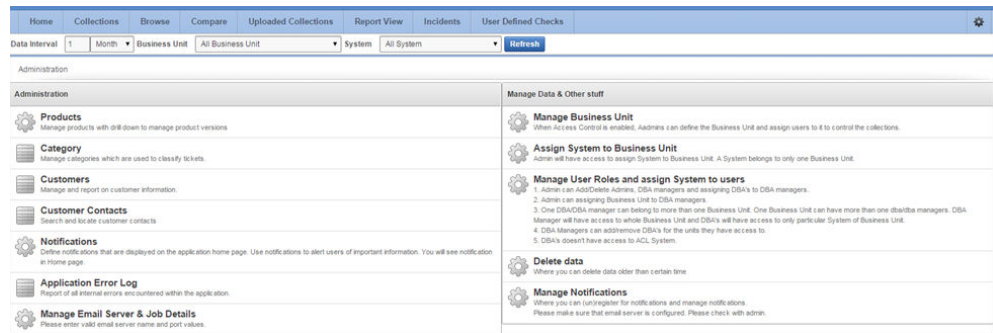 Home Collections Browse Compare Uploaded Collections Report View Incidents User Defined Checks
Data Interval 1 Month Business Unit All Business Unit System All System Refresh
Administration
Administration
Products
Manage products with drill down to manage product versions
Category
Manage categories which are used to classify tickets.
Customers
Manage and report on customer information.
Customer Contacts
Search and locate customer contacts
Notifications
Define notifications that are displayed on the application home page. Use notifications to alert users of important information. You will see notification
in Home page.
Application Error Log
Report of all internal errors encountered within the application.
Manage Email Server & Job Details
Please enter valid email server name and port values.
Manage Data & Other stuff
Manage Business Unit
When Access Control is enabled, Aadmins can define the Business Unit and assign users to it to control the collections.
Assign System to Business Unit
Admin will have access to assign System to Business Unit. A System belongs to only one Business Unit.
Manage User Roles and assign System to users
1. Admin can Add/Delete Admins, DBA managers and assigning DBA's to DBA managers.
2. Admin can assigning Business Unit to DBA managers.
3. One DBA/DBA manager can belong to more than one Business Unit. One Business Unit can have more than one dba/dba managers. DBA
Manager will have access to whole Business Unit and DBA's will have access to only particular System of Business Unit.
4. DBA Managers can add/remove DBA's for the units they have access to.
5. DBA's doesn't have access to ACL System.
Delete data
Where you can delete data older than certain time
Manage Notifications
Where you can (un)register for notifications and manage notifications.
Please make sure that email server is configured. Please check with admin.